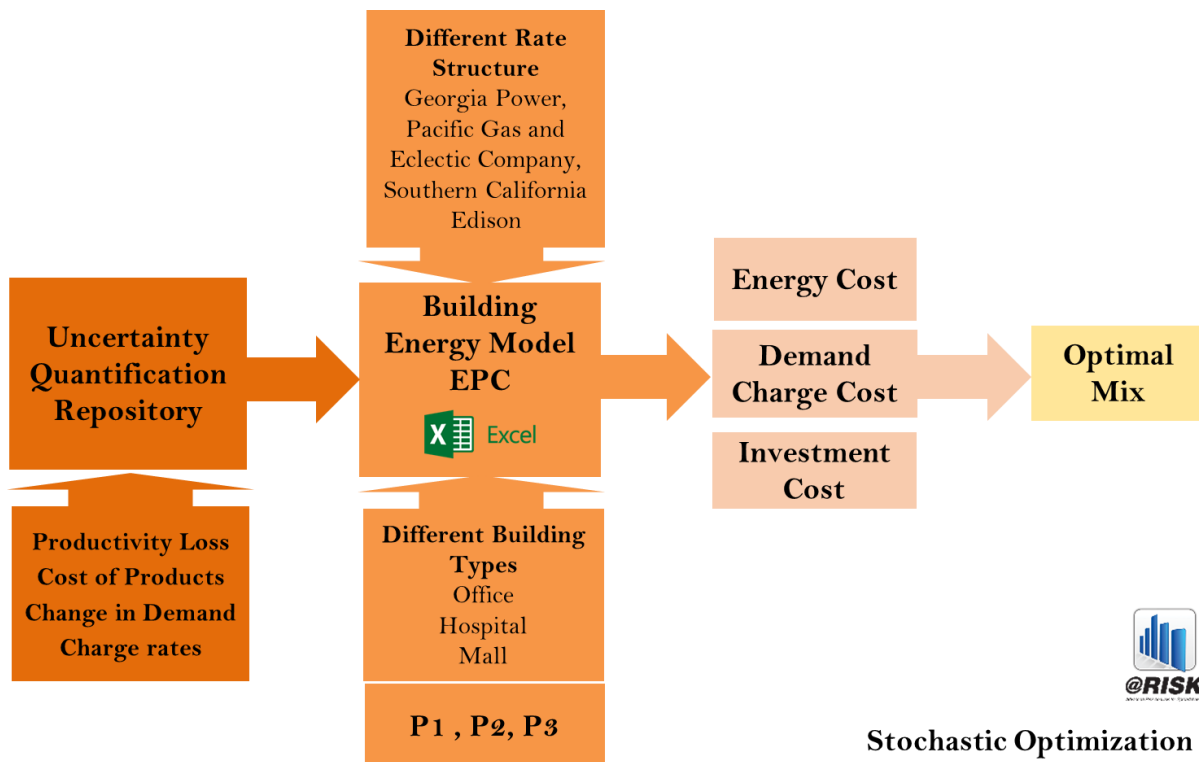 Different Rate
Structure
Georgia Power,
Pacific Gas and
Eclectic Company,
Southern California
Edison
Uncertainty
Quantification
Repository
Building
Energy Model
EPC
Excel
Energy Cost
Demand
Charge Cost
Investment
Cost
Optimal
Mix
Productivity Loss
Cost of Products
Change in Demand
Charge rates
Different Building
Types
Office
Hospital
Mall
P1 , P2, P3
@RISK
Stochastic Optimization